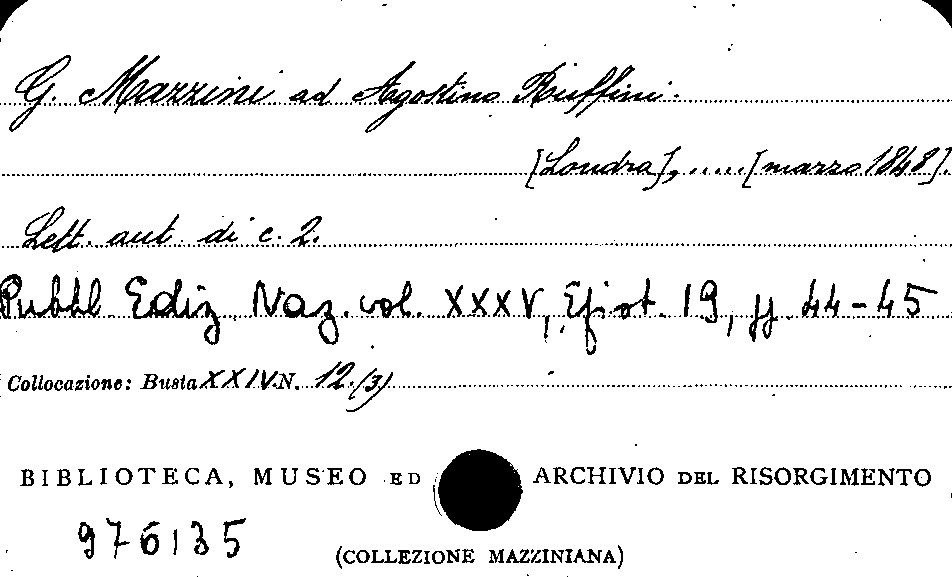 G. Mazzini ad Agostino Ruffini.
[Londra], ..... [marzo 1848].
Lett. aut. di c. 2.
Pubbl Ediz Naz. vol. XXXV, Epist. 19, pp. 44-45
Collocazione: Busta XXIV N. 12.(3)
BIBLIOTECA, MUSEO ED ARCHIVIO DEL RISORGIMENTO
976135
(COLLEZIONE MAZZINIANA)